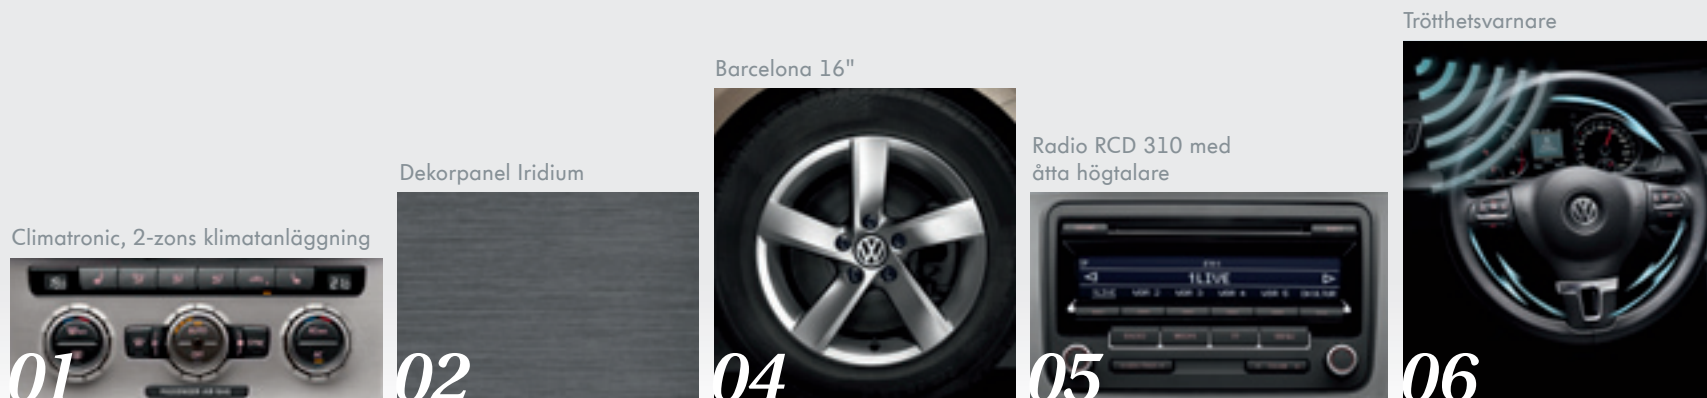 Trötthetsvarnare
Barcelona 16"
Radio RCD 310 med
åtta högtalare
Dekorpanel Iridium
Climatronic, 2-zons klimatanläggning
1LIVE
01
02
04
05
06